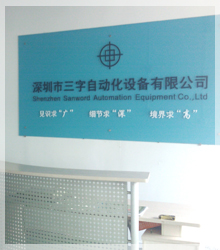 深圳市三字自动化设备有限公司
Shenzhen Sanword Automation Equipment Co.,Ltd
见识求“广” 细节求“深” 境界求“高”